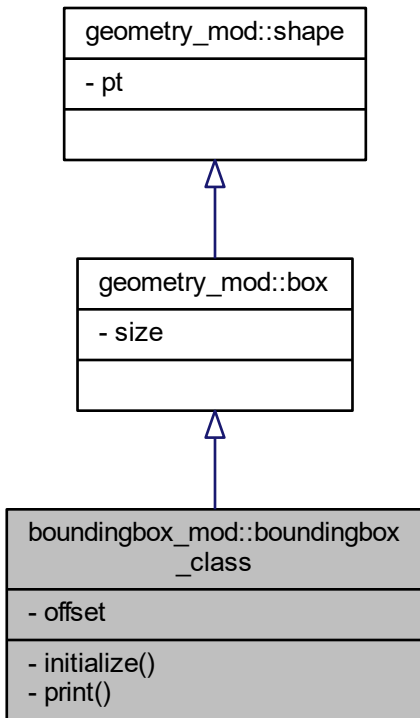 geometry_mod::shape
- pt
geometry_mod::box
- size
boundingbox_mod::boundingbox
_class
- offset
- initialize()
- print()